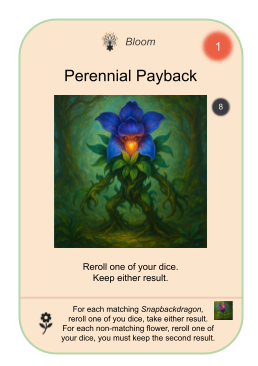 Bloom
1
Perennial Payback
8
Reroll one of your dice.
Keep either result.
For each matching Snapbackdragon,
reroll one of you dice, take either result.
For each non-matching flower, reroll one of
your dice, you must keep the second result.